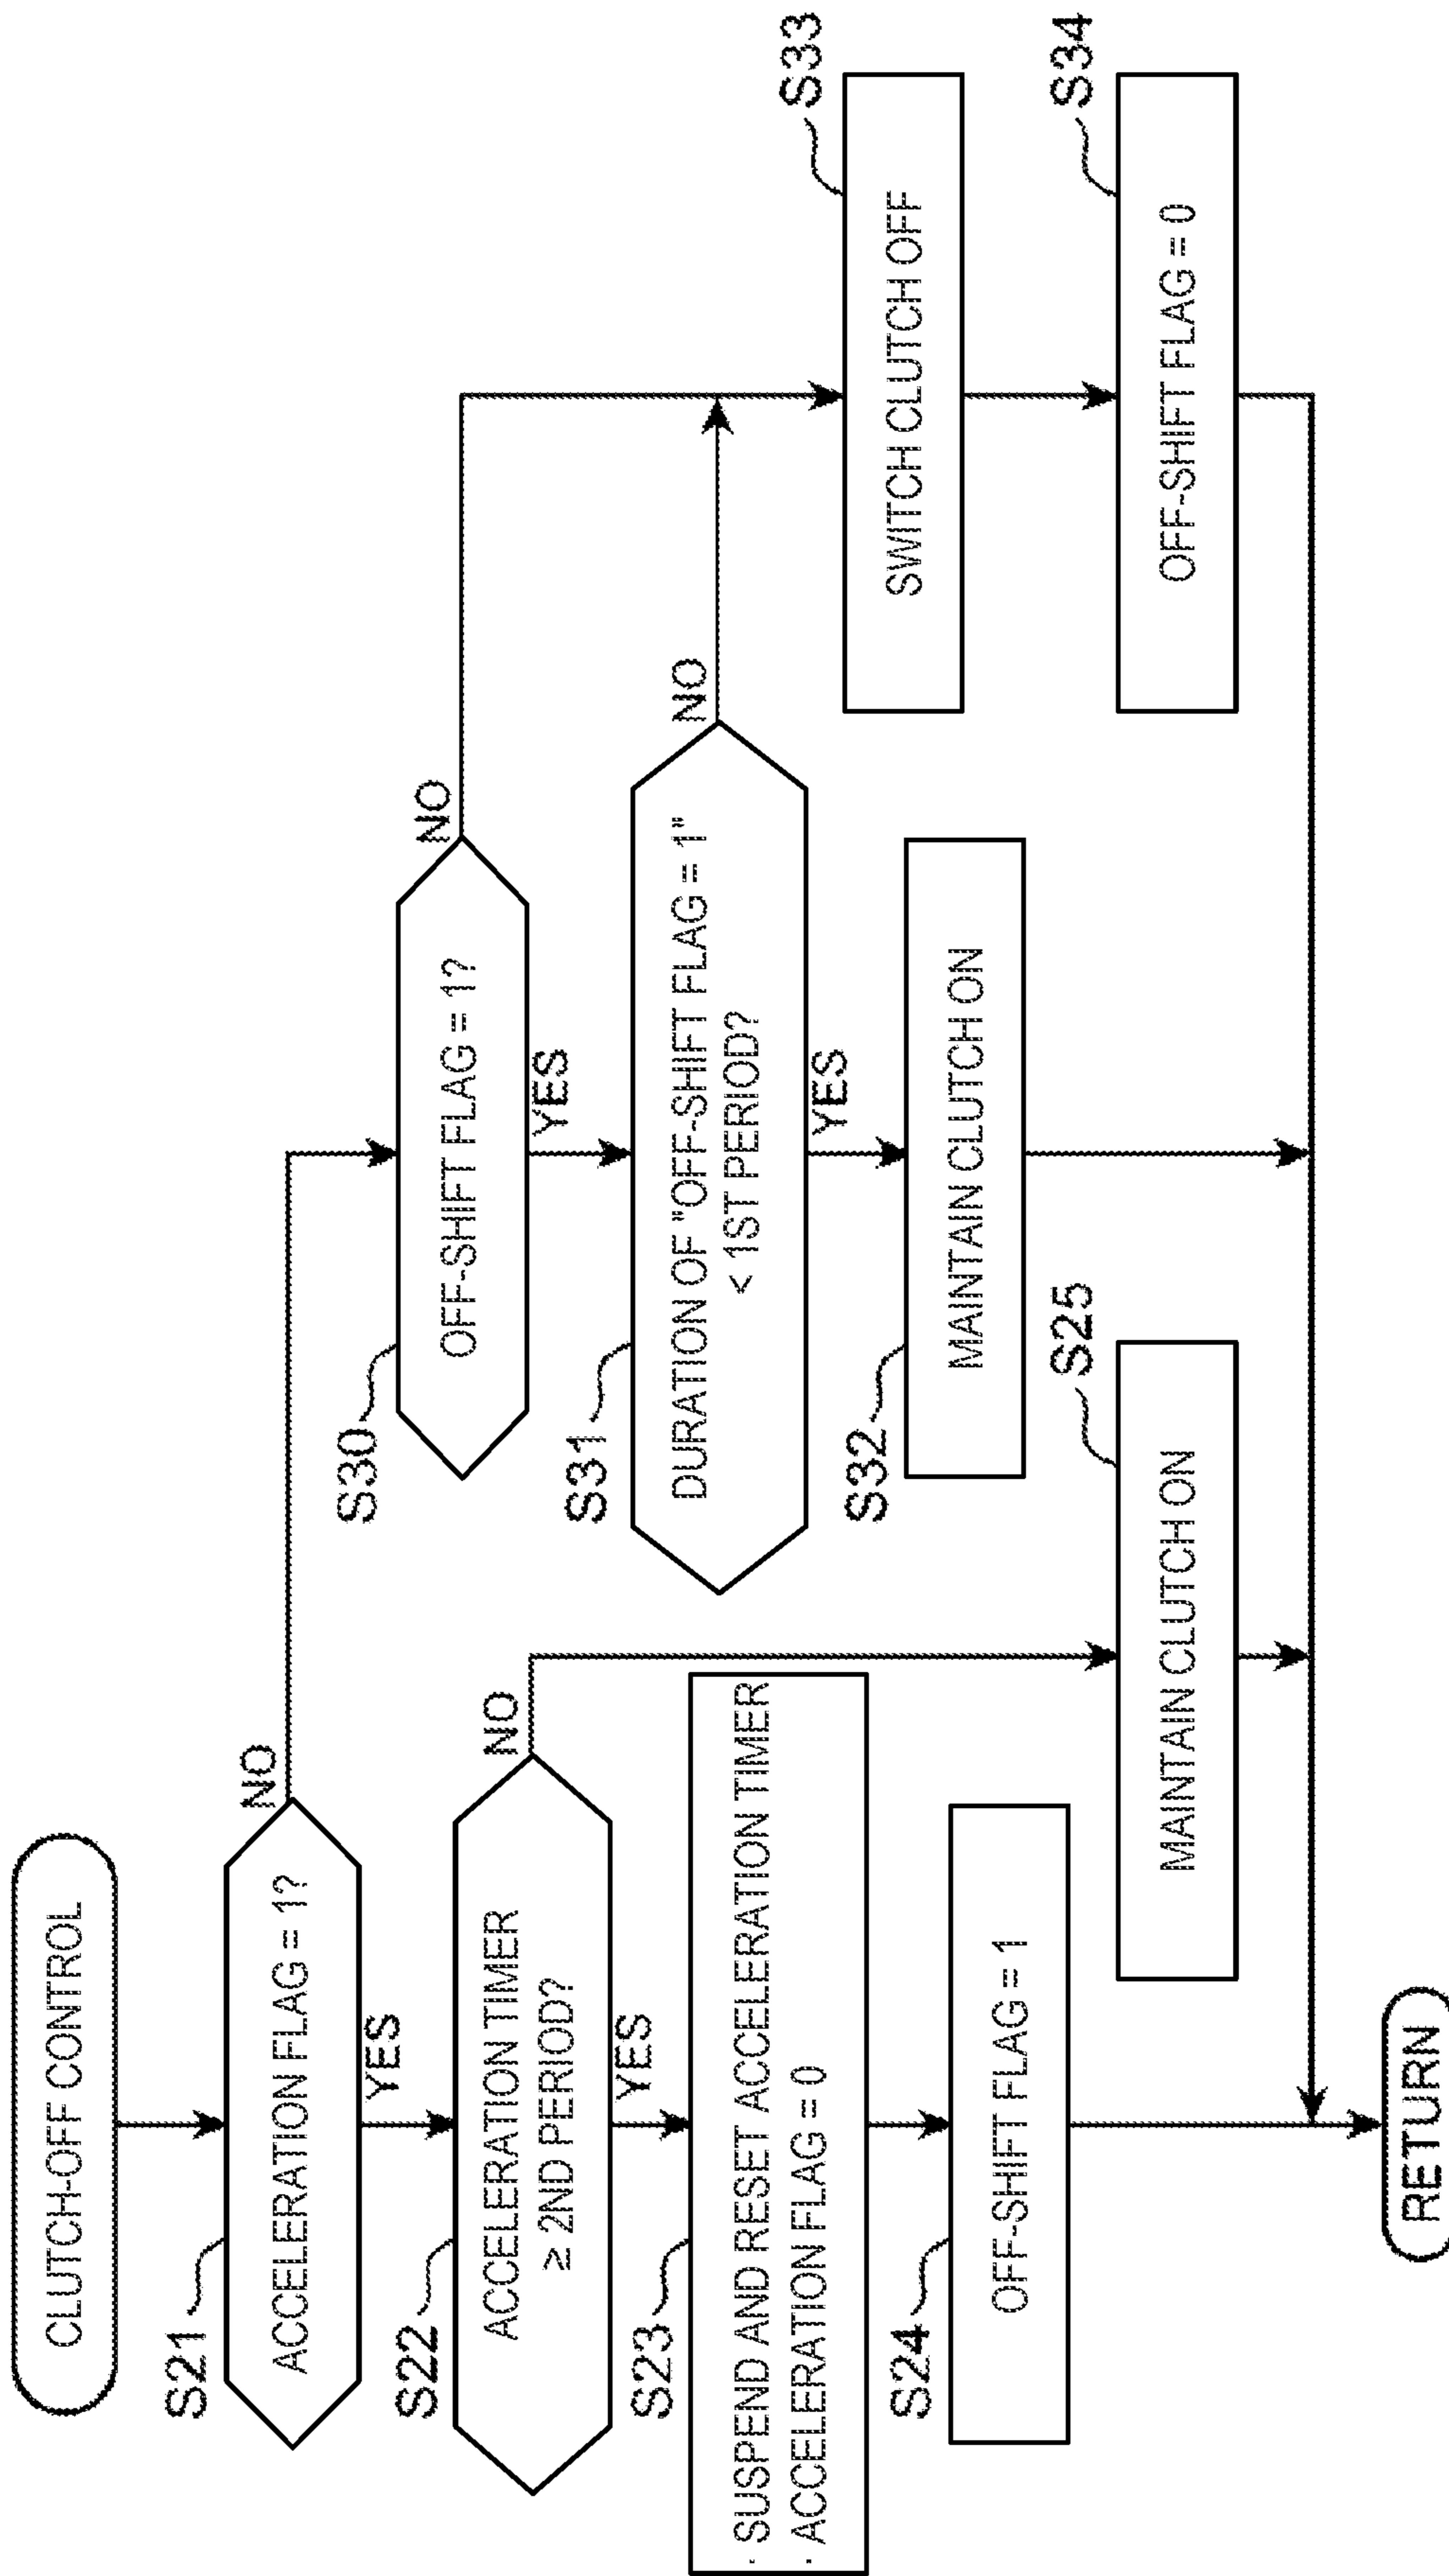 CLUTCH-OFF CONTROL
S21
ACCELERATION FLAG = 1?
NO
YES
S22
ACCELERATION TIMER
≥ 2ND PERIOD?
NO
YES
S23
· SUSPEND AND RESET ACCELERATION TIMER
· ACCELERATION FLAG = 0
S24
OFF-SHIFT FLAG = 1
S25
MAINTAIN CLUTCH ON
S30
OFF-SHIFT FLAG = 1?
NO
YES
S31
DURATION OF "OFF-SHIFT FLAG = 1"
< 1ST PERIOD?
NO
YES
S32
MAINTAIN CLUTCH ON
S33
SWITCH CLUTCH OFF
S34
OFF-SHIFT FLAG = 0
RETURN